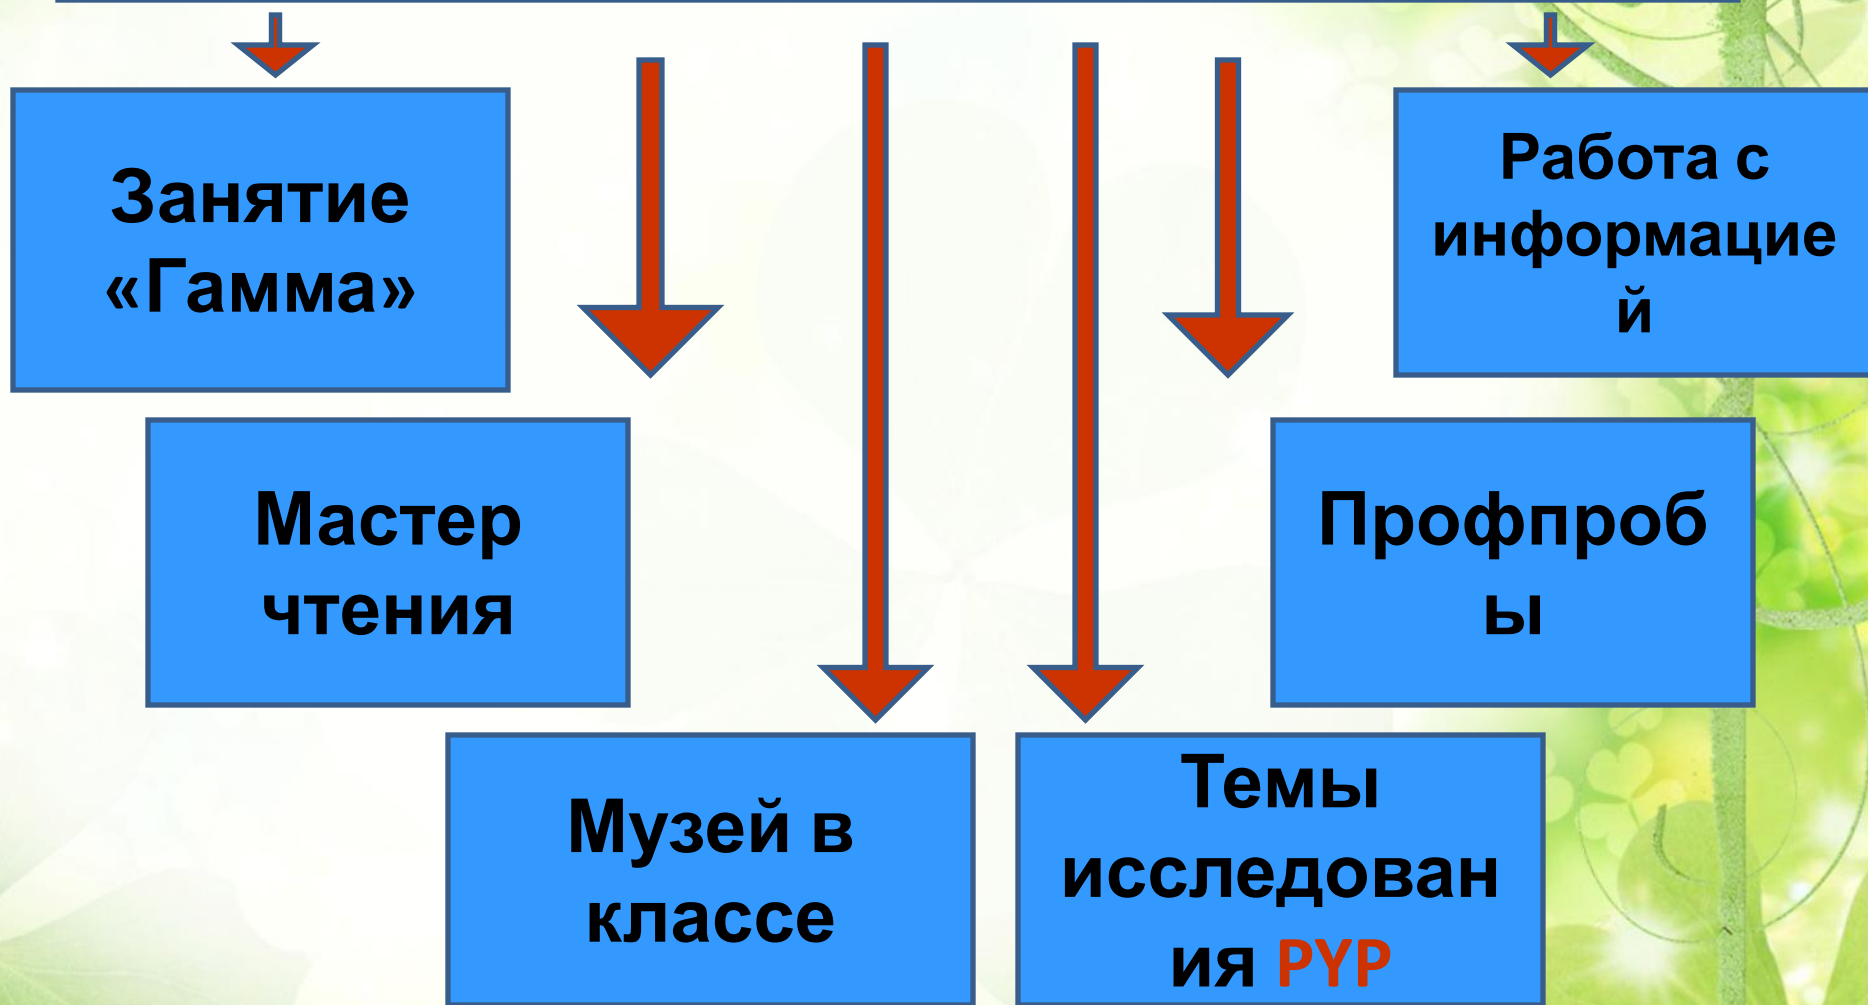 Занятие
«Гамма»
Работа с
информацие
й
Мастер
чтения
Профпроб
ы
Музей в
классе
Темы
исследован
ия PYP